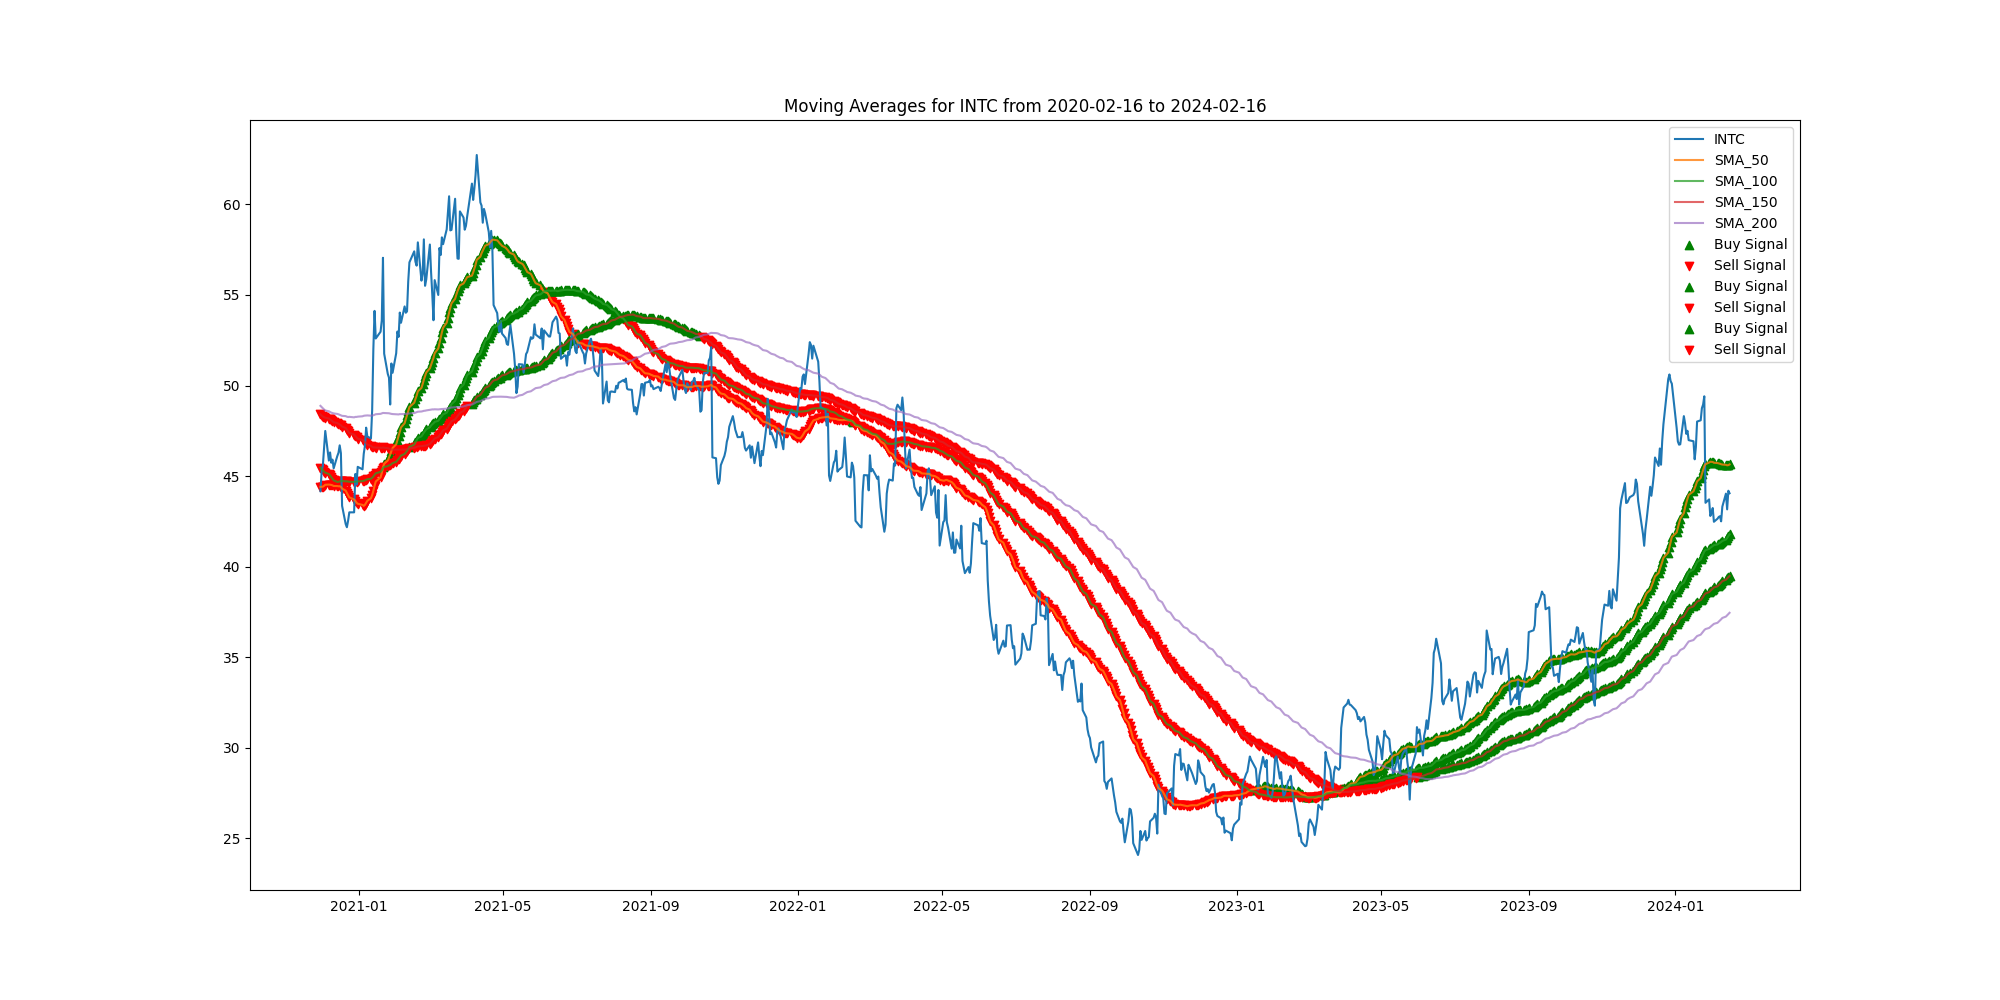 Moving Averages for INTC from 2020-02-16 to 2024-02-16
INTC
SMA_50
SMA_100
SMA_150
SMA_200
Buy Signal
Sell Signal
Buy Signal
Sell Signal
Buy Signal
Sell Signal
60
55
50
45
40
35
30
25
2021-01 2021-05 2021-09 2022-01 2022-05 2022-09 2023-01 2023-05 2023-09 2024-01